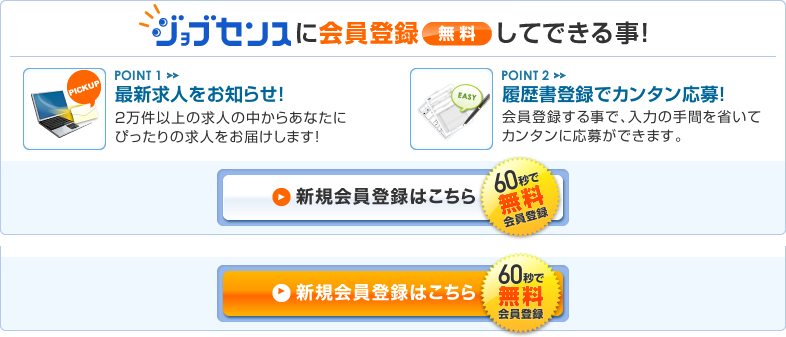 ジョブセンスに会員登録 無料 してできる事!
POINT 1
PICKUP
最新求人をお知らせ!
2万件以上の求人の中からあなたに
ぴったりの求人をお届けします!
POINT 2
EASY
履歴書登録でカンタン応募!
会員登録する事で、入力の手間を省いて
カンタンに応募ができます。
新規会員登録はこちら
60秒で
無料
会員登録
新規会員登録はこちら
60秒で
無料
会員登録